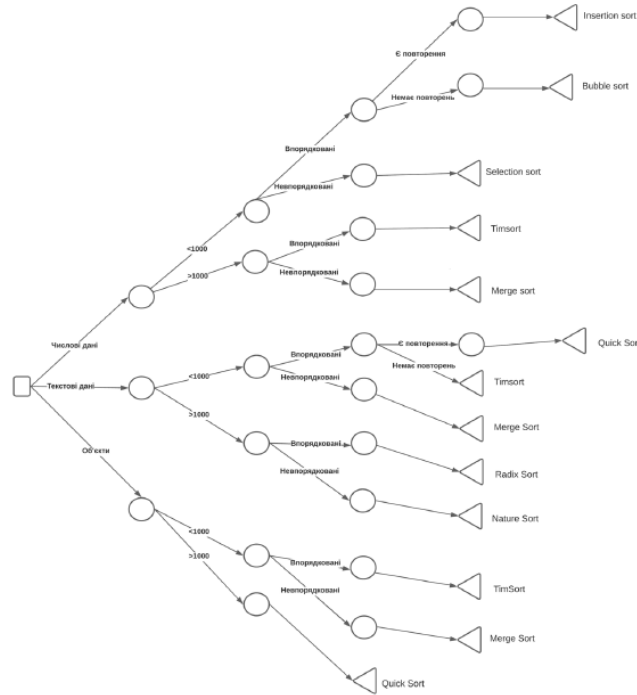 Insertion sort
Є повторення
Bubble sort
Немає повторень
Впорядковані
Selection sort
Невпорядковані
Timsort
Впорядковані
<1000
>1000
Невпорядковані
Merge sort
Числові дані
Є повторення
Quick Sor
Впорядковані
Немає повторень
<1000
Timsort
Невпорядковані
Текстові дані
Merge Sort
>1000
Впорядковані
Об'єкти
Radix Sort
Невпорядковані
Nature Sort
<1000
>1000
Впорядковані
TimSort
Невпорядковані
Merge Sort
Quick Sort